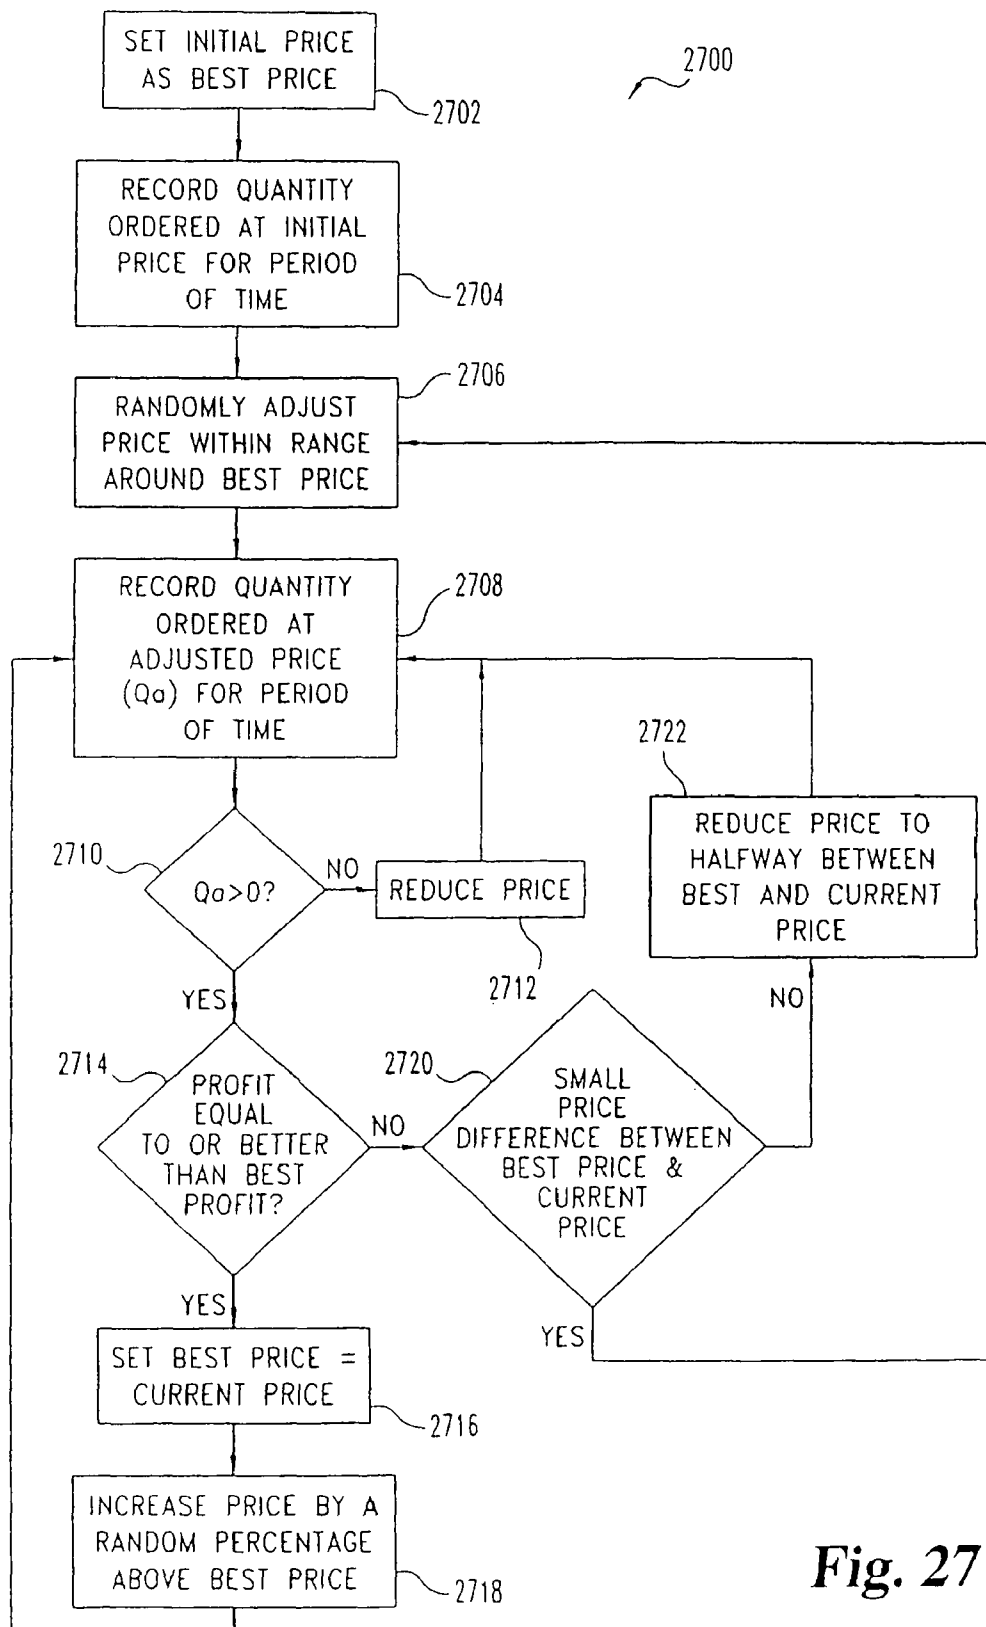 SET INITIAL PRICE
AS BEST PRICE
2702
2700
RECORD QUANTITY
ORDERED AT INITIAL
PRICE FOR PERIOD
OF TIME
2704
2706
RANDOMLY ADJUST
PRICE WITHIN RANGE
AROUND BEST PRICE
RECORD QUANTITY
ORDERED AT
ADJUSTED PRICE
(Qa) FOR PERIOD
OF TIME
2708
2710
Qa>0?
NO
REDUCE PRICE
2712
2722
REDUCE PRICE TO
HALFWAY BETWEEN
BEST AND CURRENT
PRICE
YES
NO
2714
PROFIT
EQUAL
TO OR BETTER
THAN BEST
PROFIT?
NO
2720
SMALL
PRICE
DIFFERENCE BETWEEN
BEST PRICE &
CURRENT
PRICE
YES
YES
SET BEST PRICE =
CURRENT PRICE
2716
INCREASE PRICE BY A
RANDOM PERCENTAGE
ABOVE BEST PRICE
2718
Fig. 27